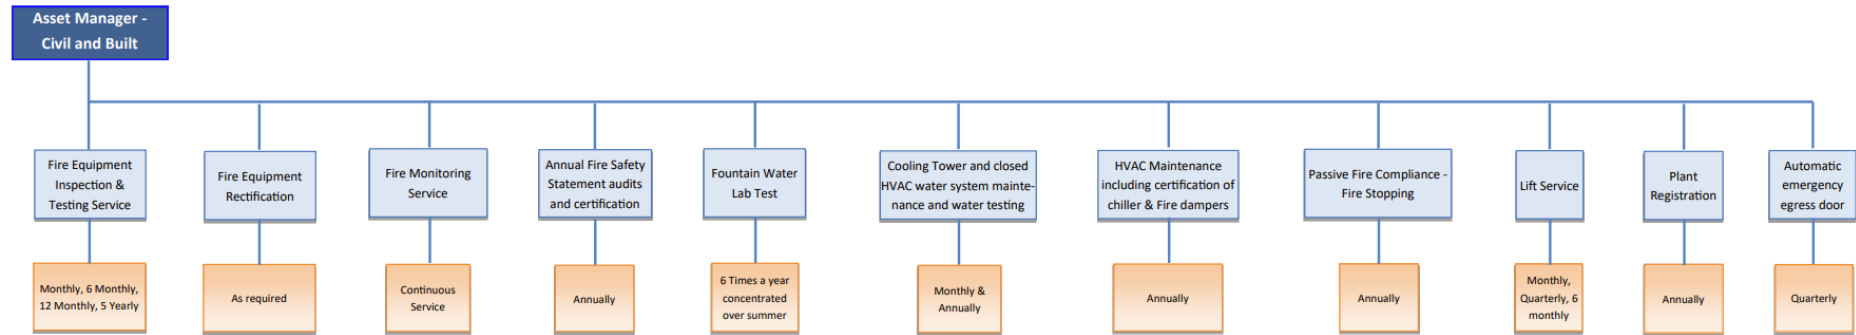 Asset Manager -
Civil and Built
Fire Equipment
Inspection &
Testing Service
Fire Equipment
Rectification
Fire Monitoring
Service
Annual Fire Safety
Statement audits
and certification
Fountain Water
Lab Test
Cooling Tower and closed
HVAC water system mainte-
nance and water testing
HVAC Maintenance
including certification of
chiller & Fire dampers
Passive Fire Compliance -
Fire Stopping
Lift Service
Plant
Registration
Automatic
emergency
egress door
Monthly, 6 Monthly,
12 Monthly, 5 Yearly
As required
Continuous
Service
Annually
6 Times a year
concentrated
over summer
Monthly &
Annually
Annually
Annually
Monthly,
Quarterly, 6
monthly
Annually
Quarterly